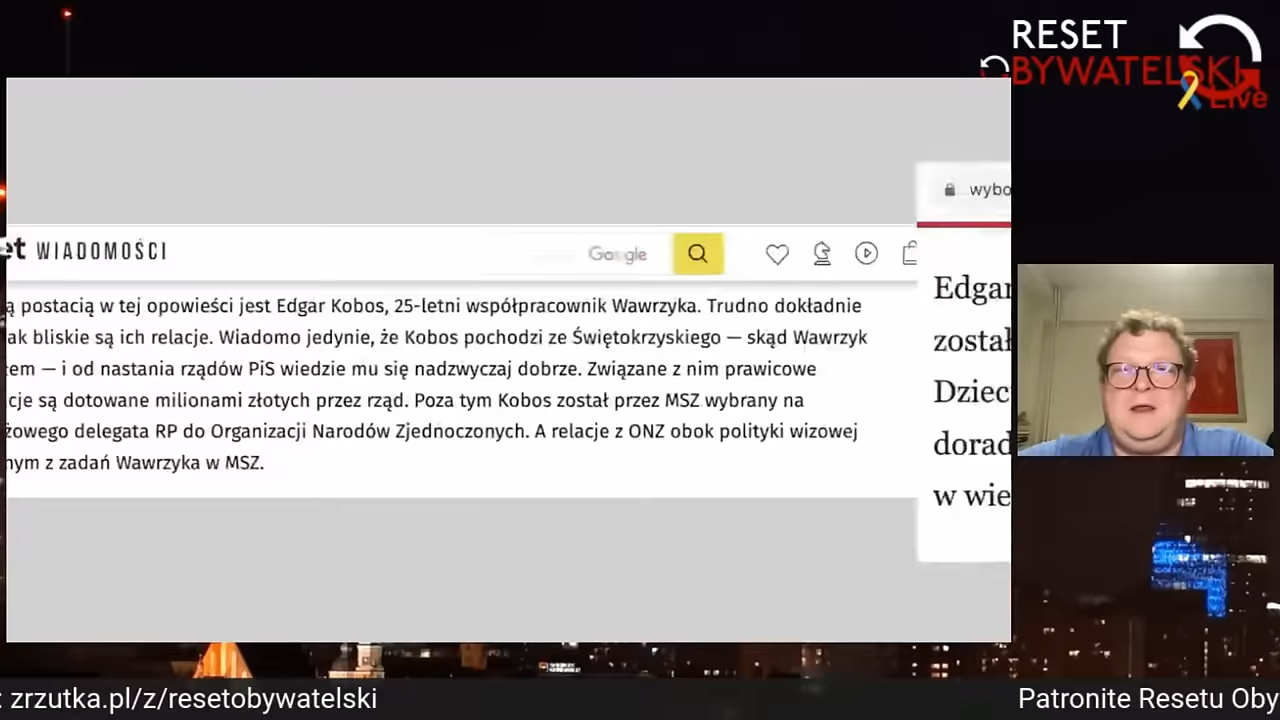 RESET
OBYWATELSKI
Live
wybo
et WIADOMOŚCI
Google
ą postacią w tej opowieści jest Edgar Kobos, 25-letni współpracownik Wawrzyka. Trudno dokładnie
ak bliskie są ich relacje. Wiadomo jedynie, że Kobos pochodzi ze Świętokrzyskiego — skąd Wawrzyk
em — i od nastania rządów PiS wiedzie mu się nadzwyczaj dobrze. Związane z nim prawicowe
cje są dotowane milionami złotych przez rząd. Poza tym Kobos został przez MSZ wybrany na
żowego delegata RP do Organizacji Narodów Zjednoczonych. A relacje z ONZ obok polityki wizowej
nym z zadań Wawrzyka w MSZ.
Edgar
został
Dziec
dorad
w wie
: zrzutka.pl/z/resetobywatelski
Patronite Resetu Oby